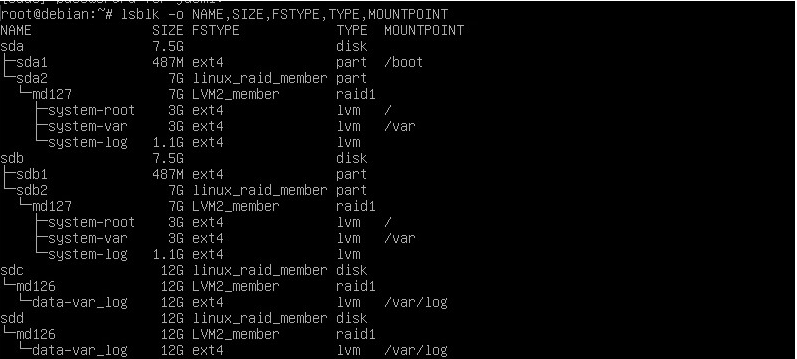 root@debian:~# lsblk -o NAME,SIZE,FSTYPE,TYPE,MOUNTPOINT
NAME SIZE FSTYPE TYPE MOUNTPOINT
sda 7.5G disk
├─sda1 487M ext4 part /boot
└─sda2 7G linux_raid_member part
└─md127 7G LVM2_member raid1
├─system-root 3G ext4 lvm /
├─system-var 3G ext4 lvm /var
└─system-log 1.1G ext4 lvm
sdb 7.5G disk
├─sdb1 487M ext4 part
└─sdb2 7G linux_raid_member part
└─md127 7G LVM2_member raid1
├─system-root 3G ext4 lvm /
├─system-var 3G ext4 lvm /var
└─system-log 1.1G ext4 lvm
sdc 12G linux_raid_member disk
└─md126 12G LVM2_member raid1
└─data-var_log 12G ext4 lvm /var/log
sdd 12G linux_raid_member disk
└─md126 12G LVM2_member raid1
└─data-var_log 12G ext4 lvm /var/log